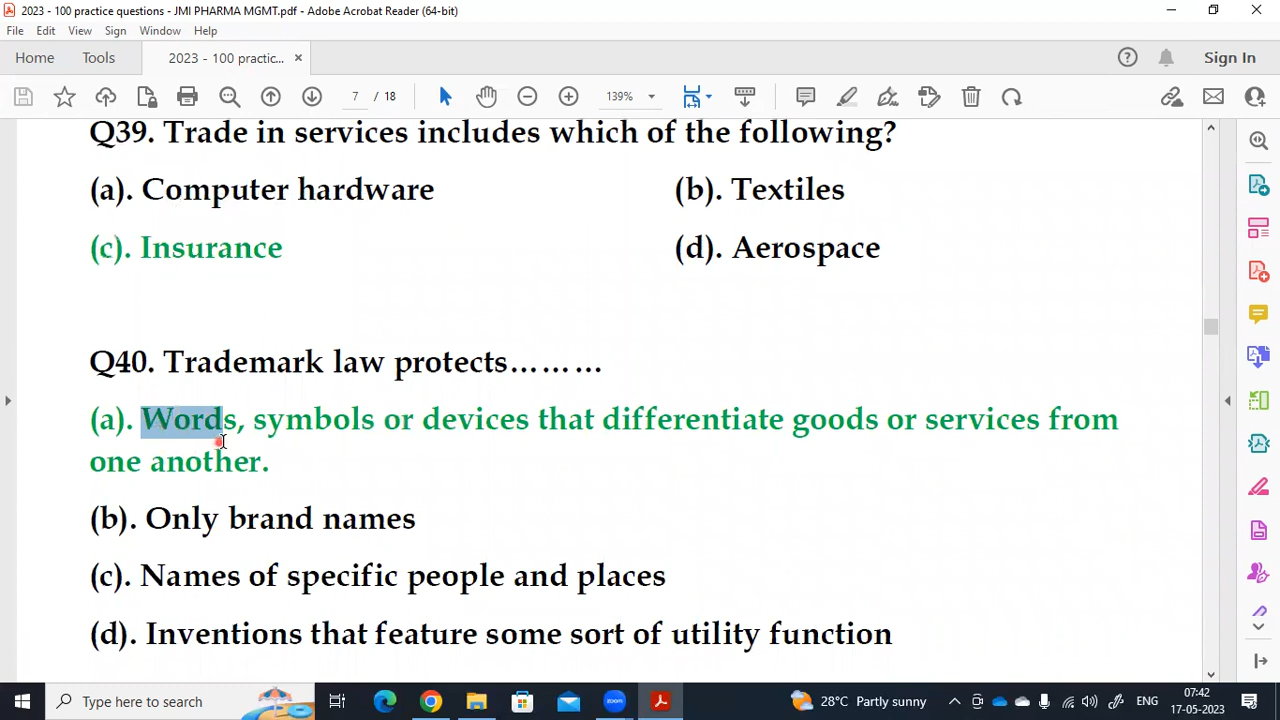 2023 - 100 practice questions - JMI PHARMA MGMT.pdf - Adobe Acrobat Reader (64-bit)
File Edit View Sign Window Help
Home Tools 2023 - 100 practic... × Sign In
7 / 18 139%
Q39. Trade in services includes which of the following?
(a). Computer hardware (b). Textiles
(c). Insurance (d). Aerospace
Q40. Trademark law protects………
(a). Words, symbols or devices that differentiate goods or services from
one another.
(b). Only brand names
(c). Names of specific people and places
(d). Inventions that feature some sort of utility function
Type here to search 28°C Partly sunny ENG 07:42
17-05-2023